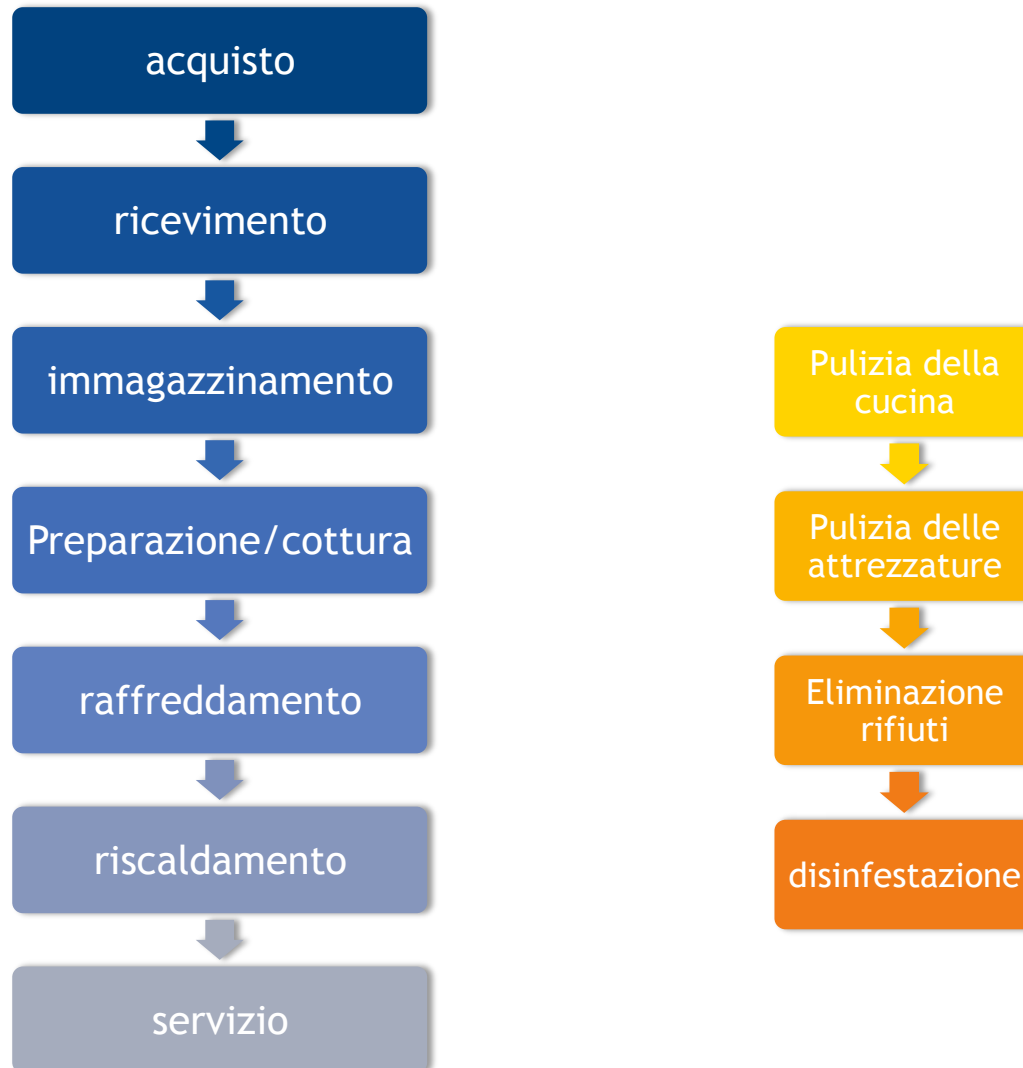 acquisto
ricevimento
immagazzinamento
Preparazione/cottura
raffreddamento
riscaldamento
servizio
Pulizia della
cucina
Pulizia delle
attrezzature
Eliminazione
rifiuti
disinfestazione